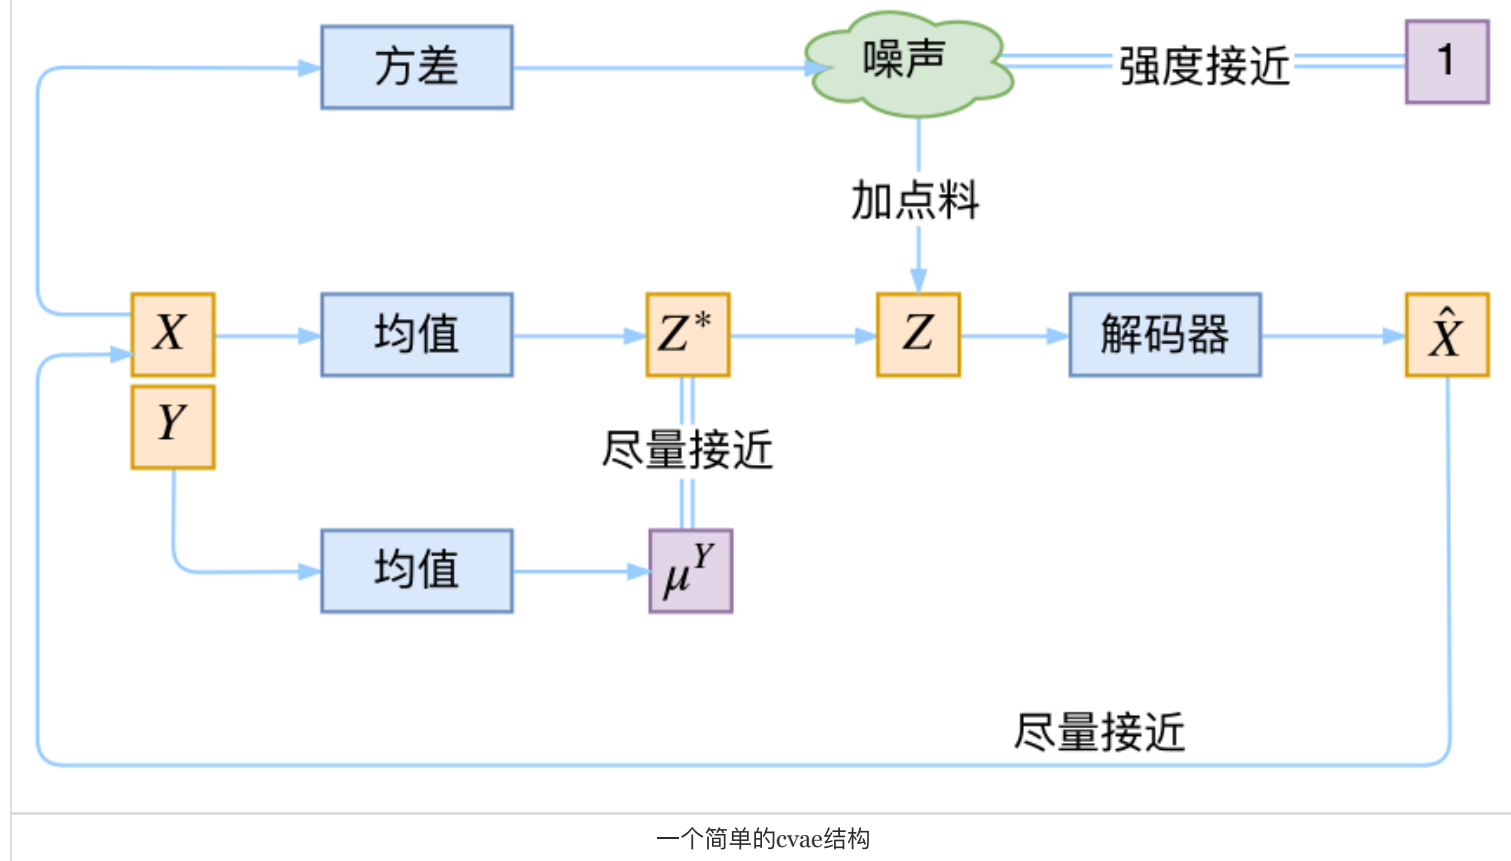 方差
噪声
强度接近
1
加点料
X
均值
Z*
Z
解码器
X̂
Y
尽量接近
均值
μ^Y
尽量接近
一个简单的cvae结构